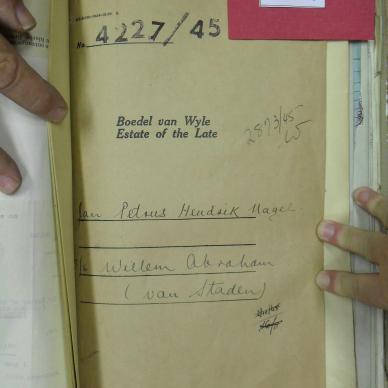 No. 4227/45
Boedel van Wyle
Estate of the Late
2873/45
Jan Petrus Hendrik Nagel
Willem Abraham
(van Staden)